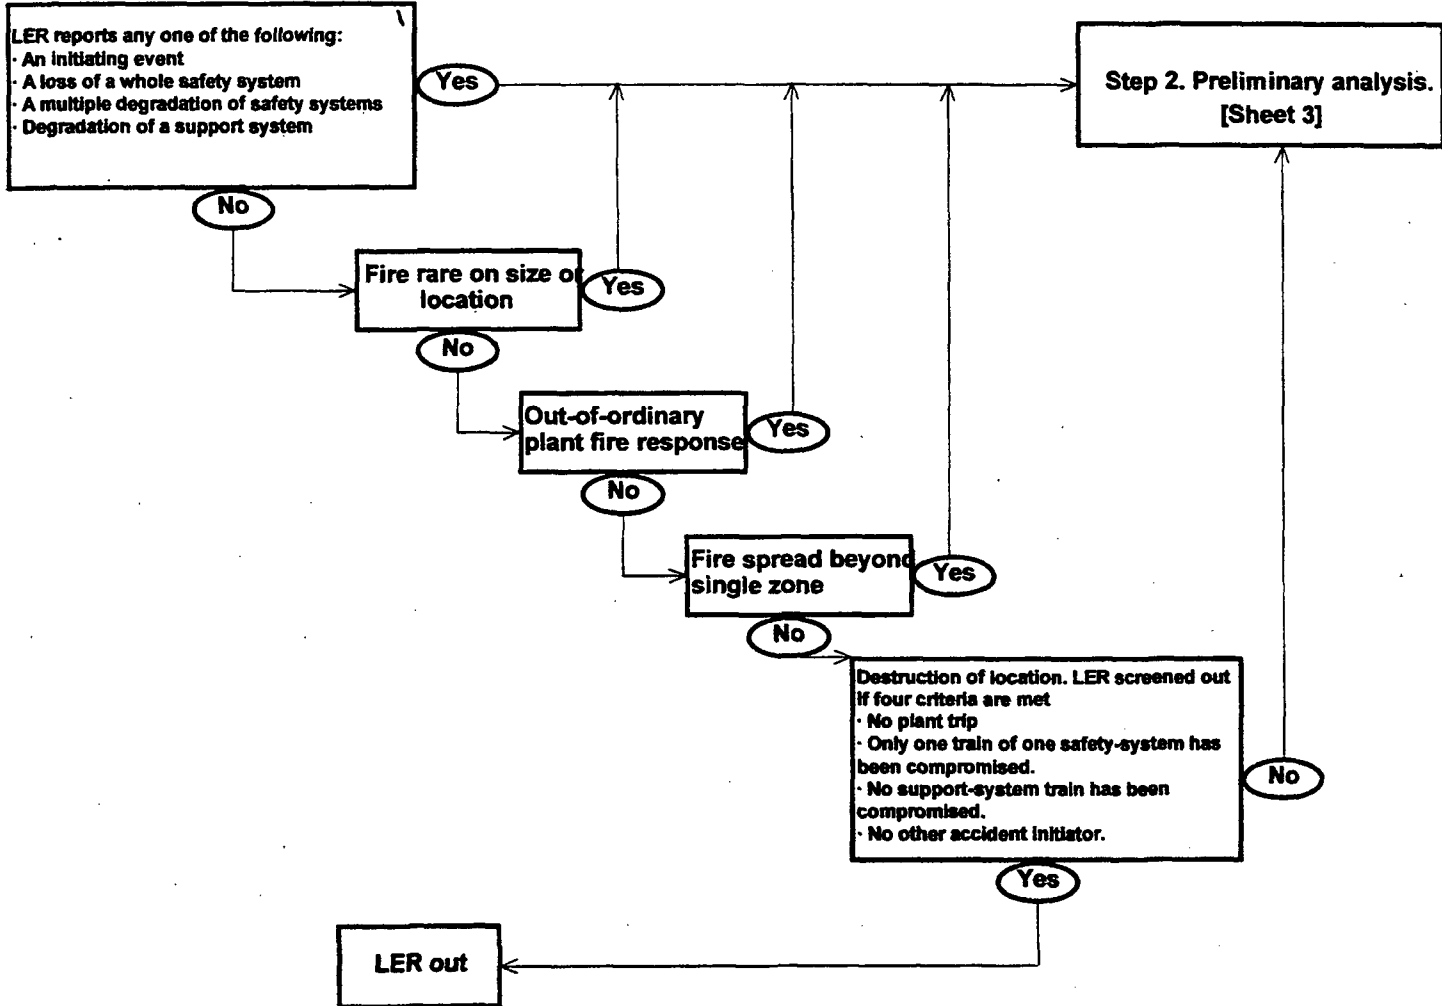 LER reports any one of the following:
· An initiating event
· A loss of a whole safety system
· A multiple degradation of safety systems
· Degradation of a support system
Yes
Step 2. Preliminary analysis.
[Sheet 3]
No
Fire rare on size or
location
Yes
No
Out-of-ordinary
plant fire response
Yes
No
Fire spread beyond
single zone
Yes
No
Destruction of location. LER screened out
if four criteria are met
· No plant trip
· Only one train of one safety-system has
been compromised.
· No support-system train has been
compromised.
· No other accident initiator.
No
Yes
LER out